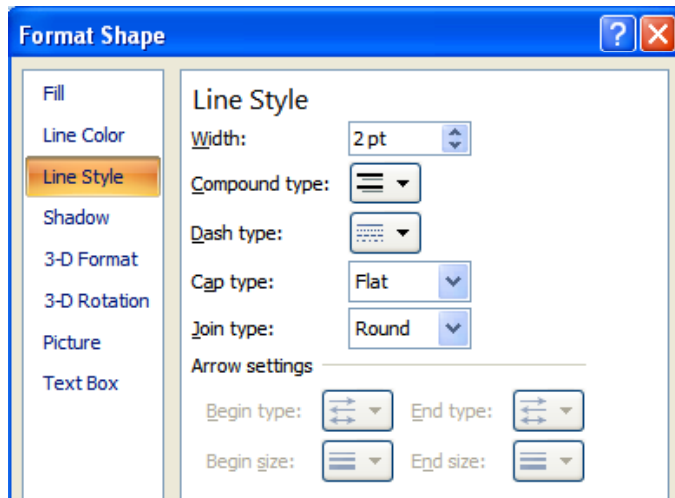 Format Shape
Fill
Line Color
Line Style
Shadow
3-D Format
3-D Rotation
Picture
Text Box
Line Style
Width: 2 pt
Compound type:
Dash type:
Cap type: Flat
Join type: Round
Arrow settings
Begin type: End type:
Begin size: End size: